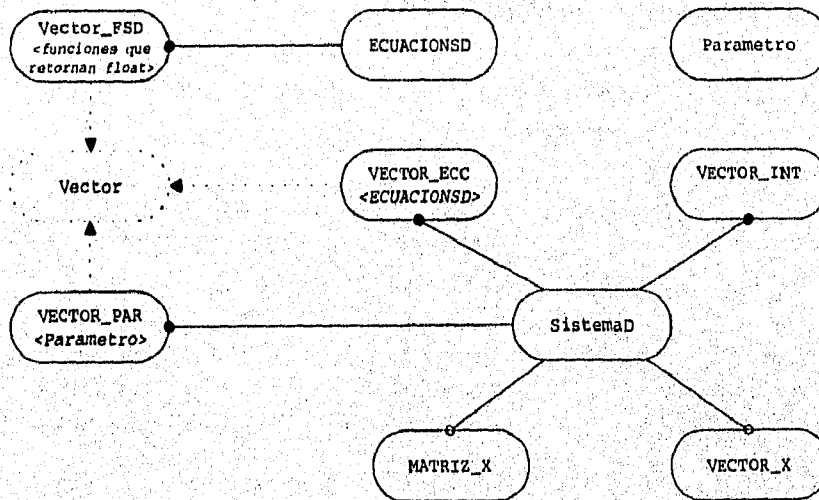 Vector_FSD
<funciones que
retornan float>
ECUACIONSD
Parametro
Vector
VECTOR_ECC
<ECUACIONSD>
VECTOR_INT
VECTOR_PAR
<Parametro>
SistemaD
MATRIZ_X
VECTOR_X